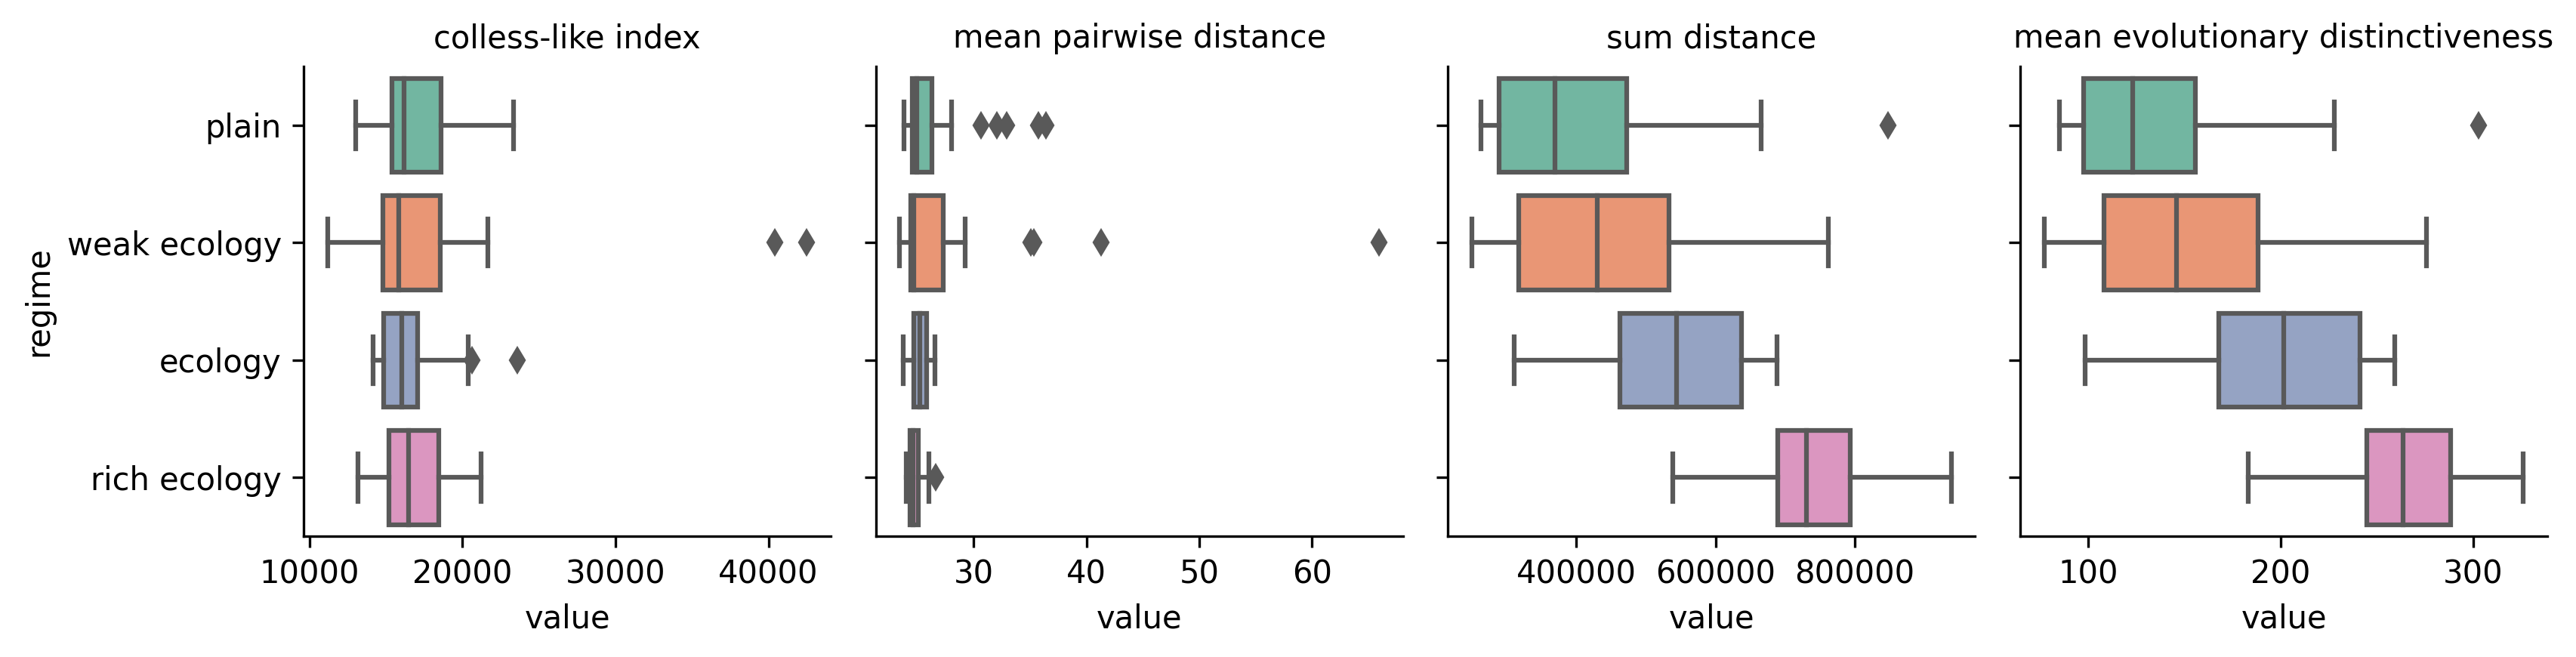 colless-like index
mean pairwise distance
sum distance
mean evolutionary distinctiveness
regime
plain
weak ecology
ecology
rich ecology
10000 20000 30000 40000
30 40 50 60
400000 600000 800000
100 200 300
value
value
value
value